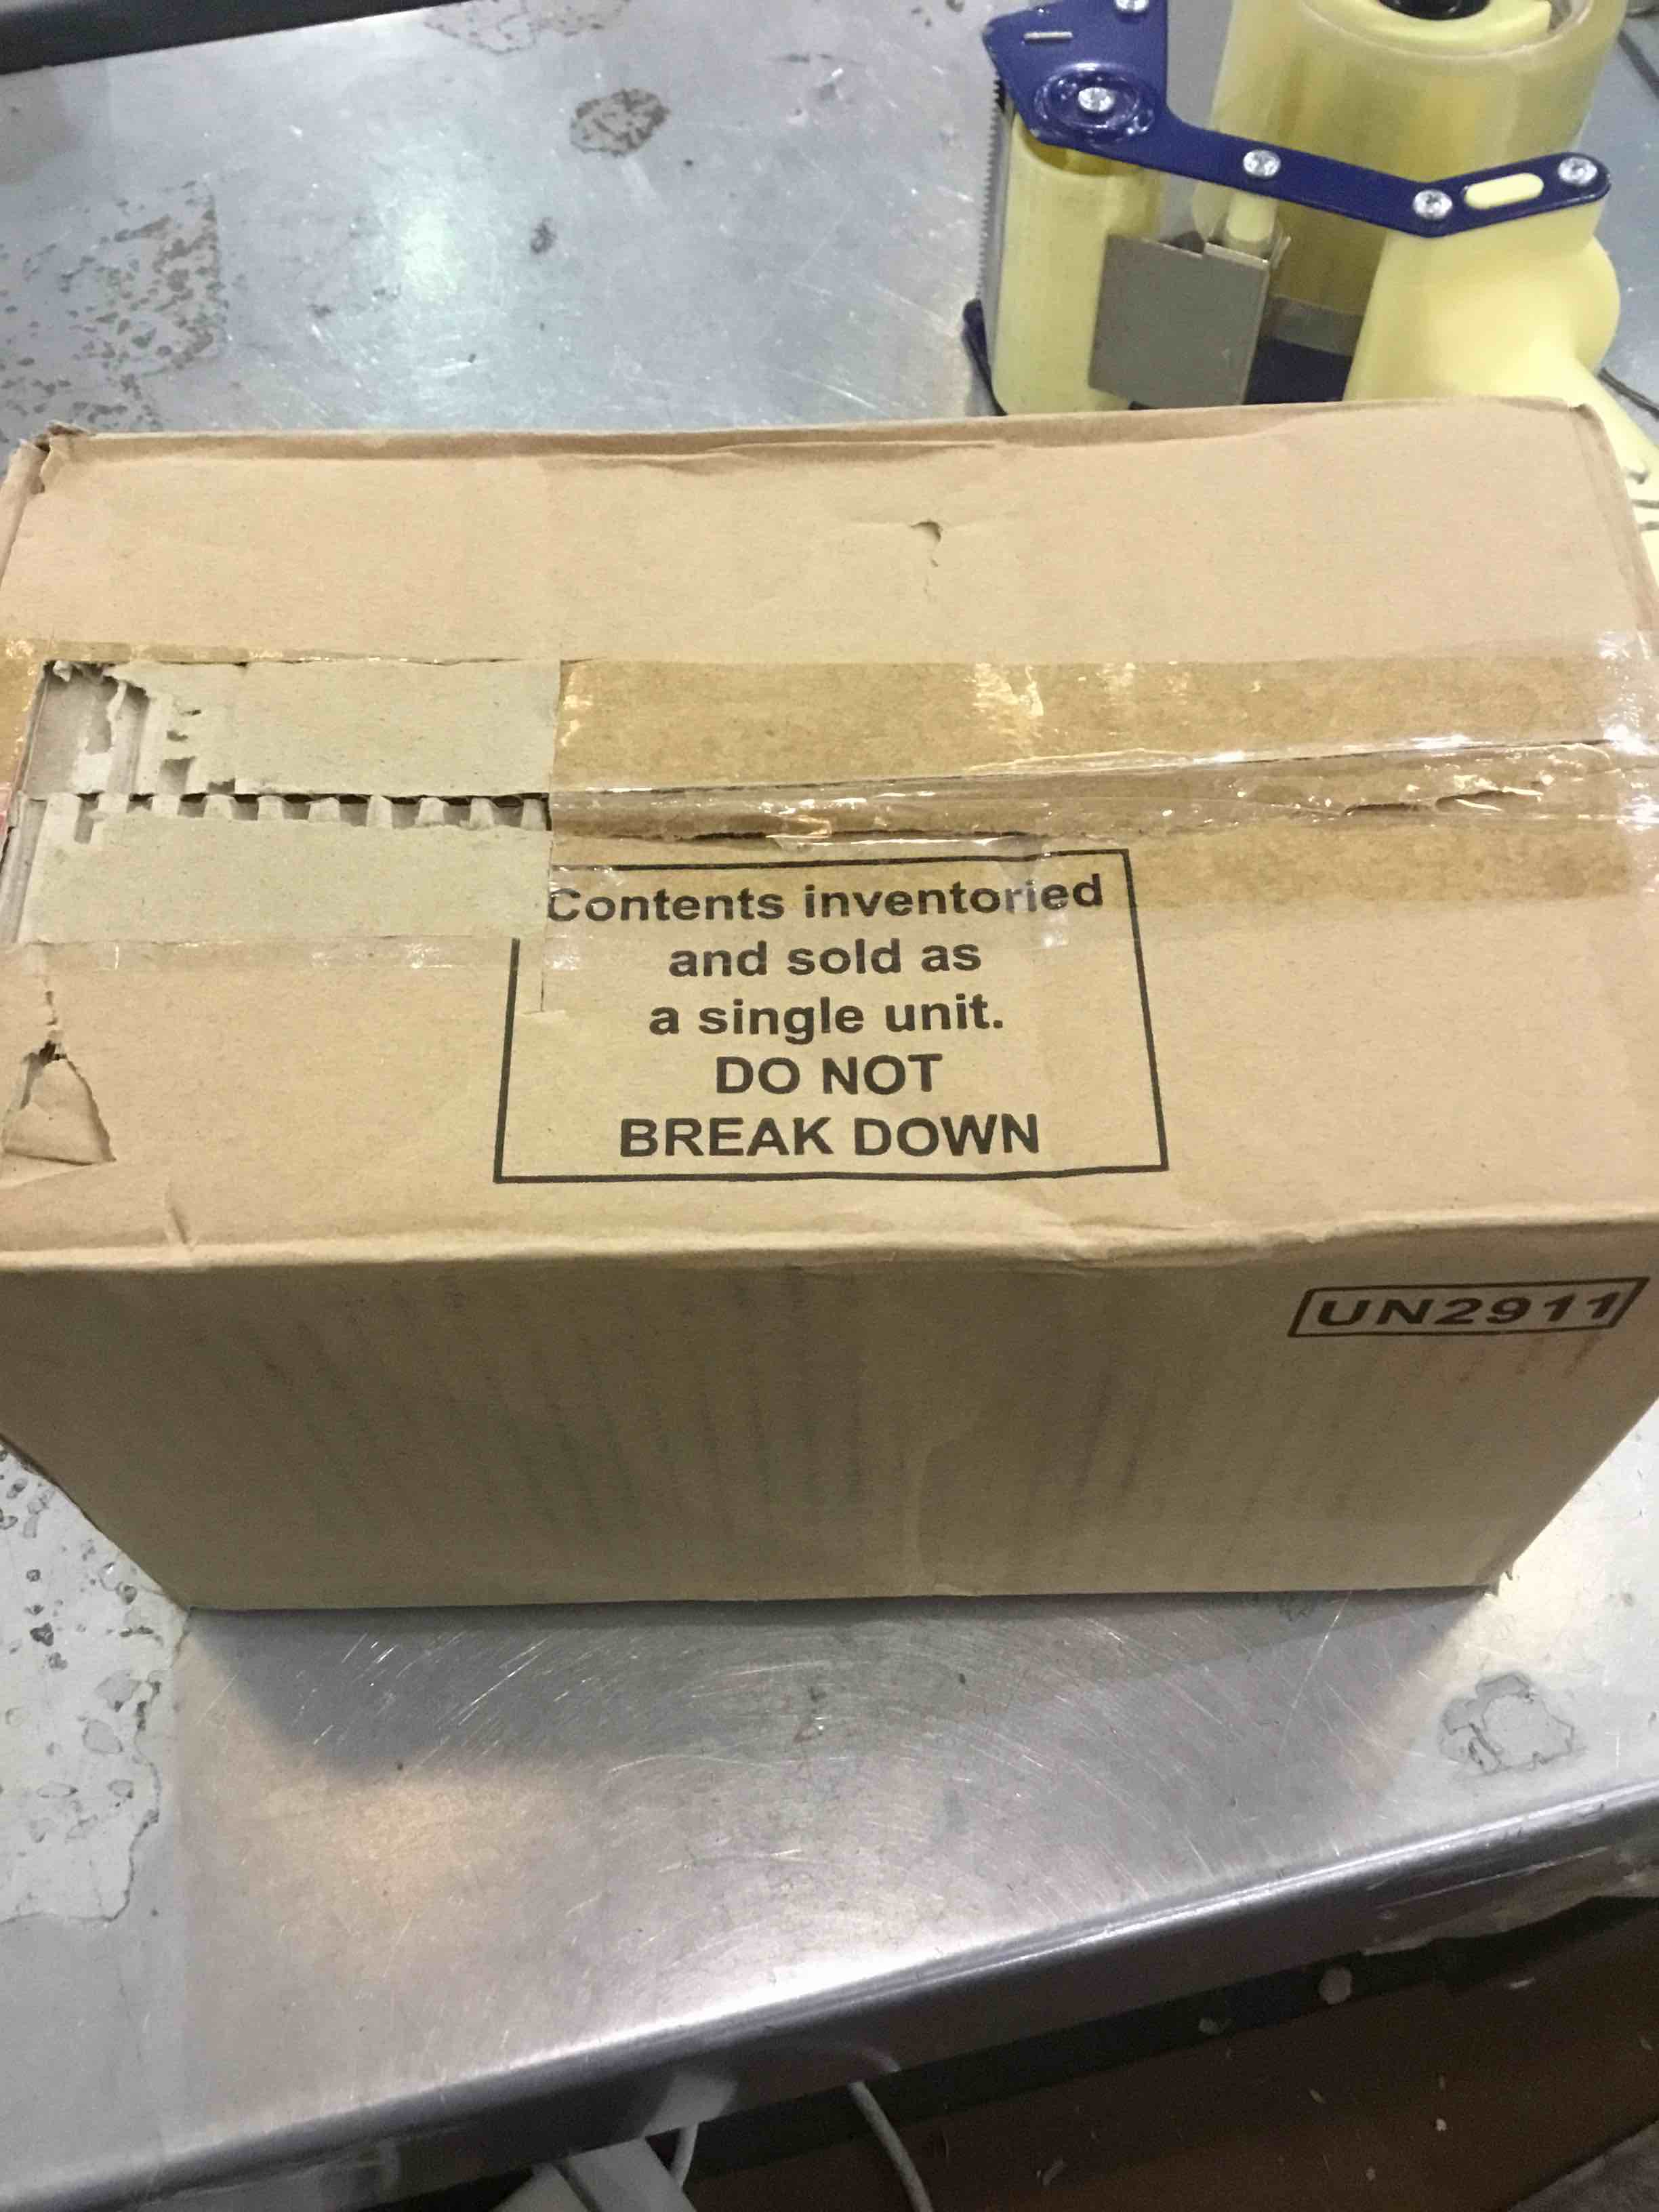 Contents inventoried
and sold as
a single unit.
DO NOT
BREAK DOWN
UN2911